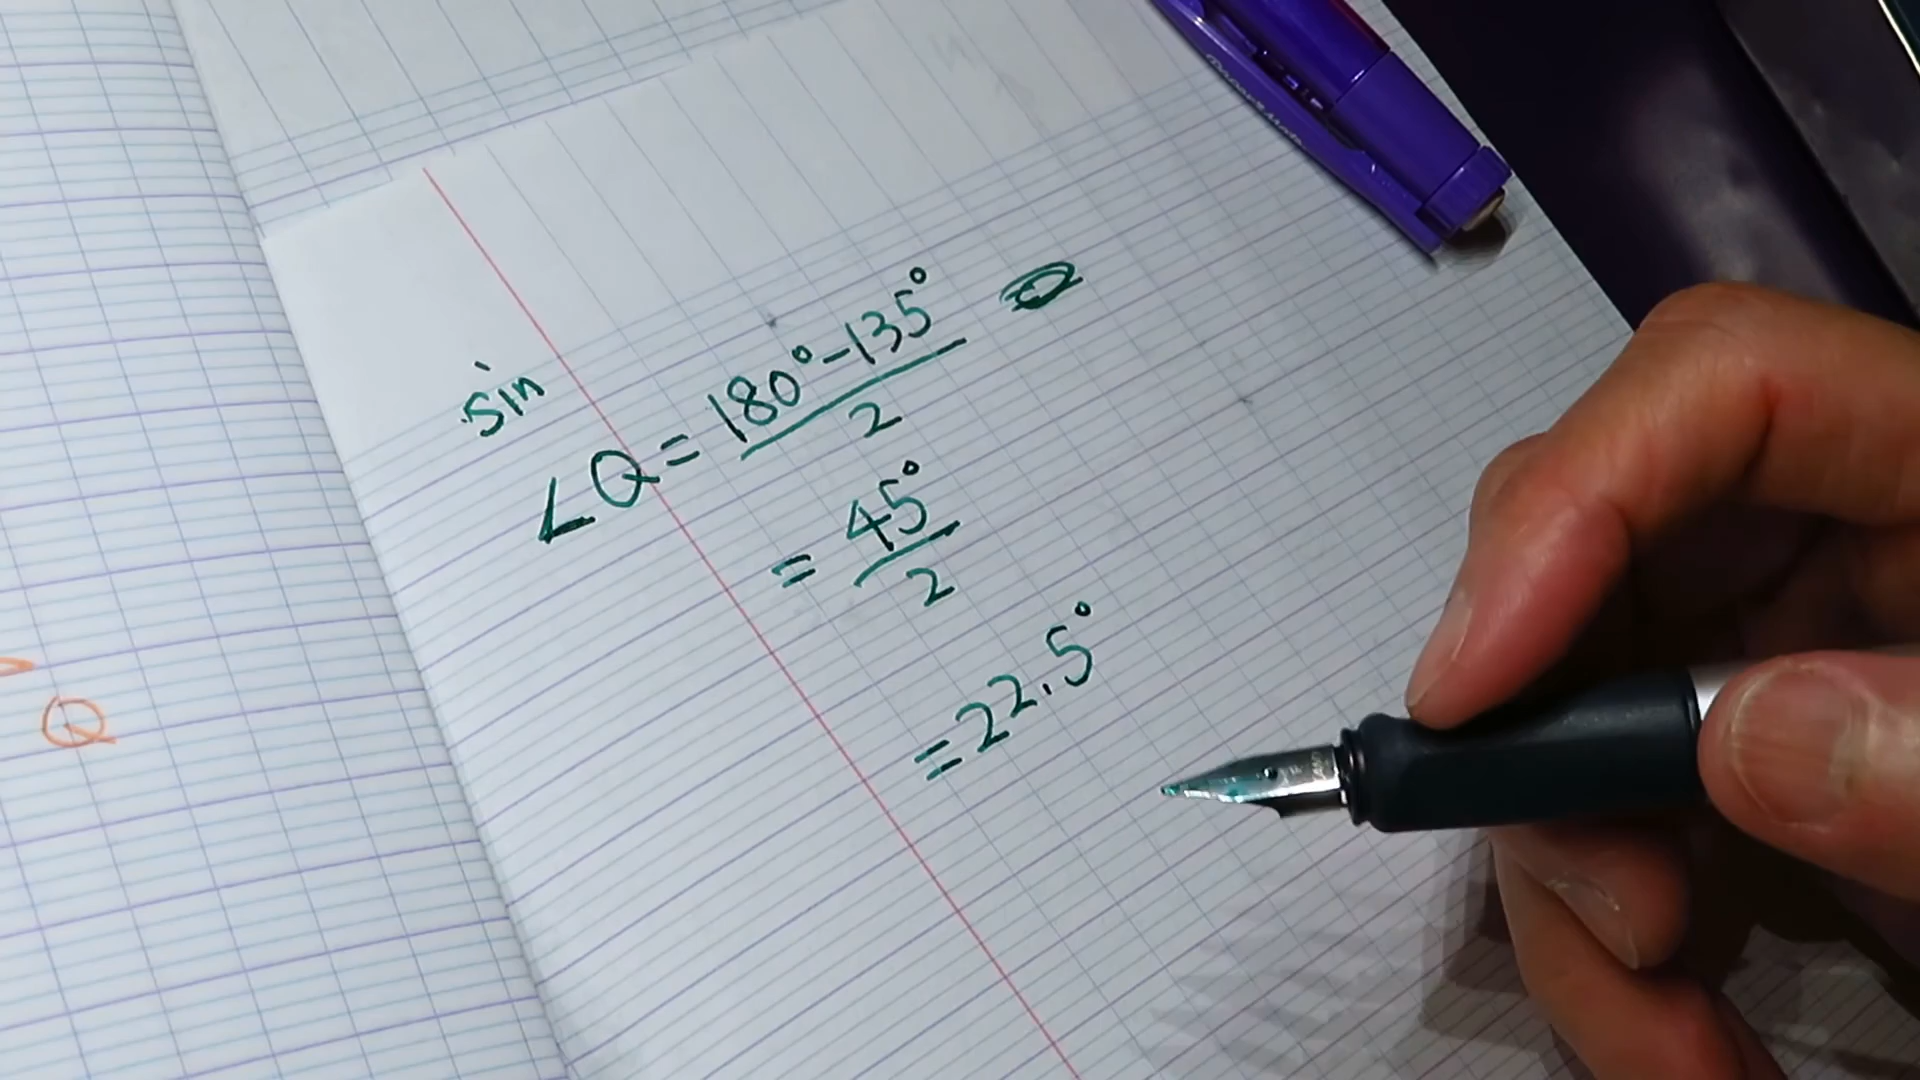 sin
∠Q = 180° - 135° / 2
= 45° / 2
= 22.5°
Q